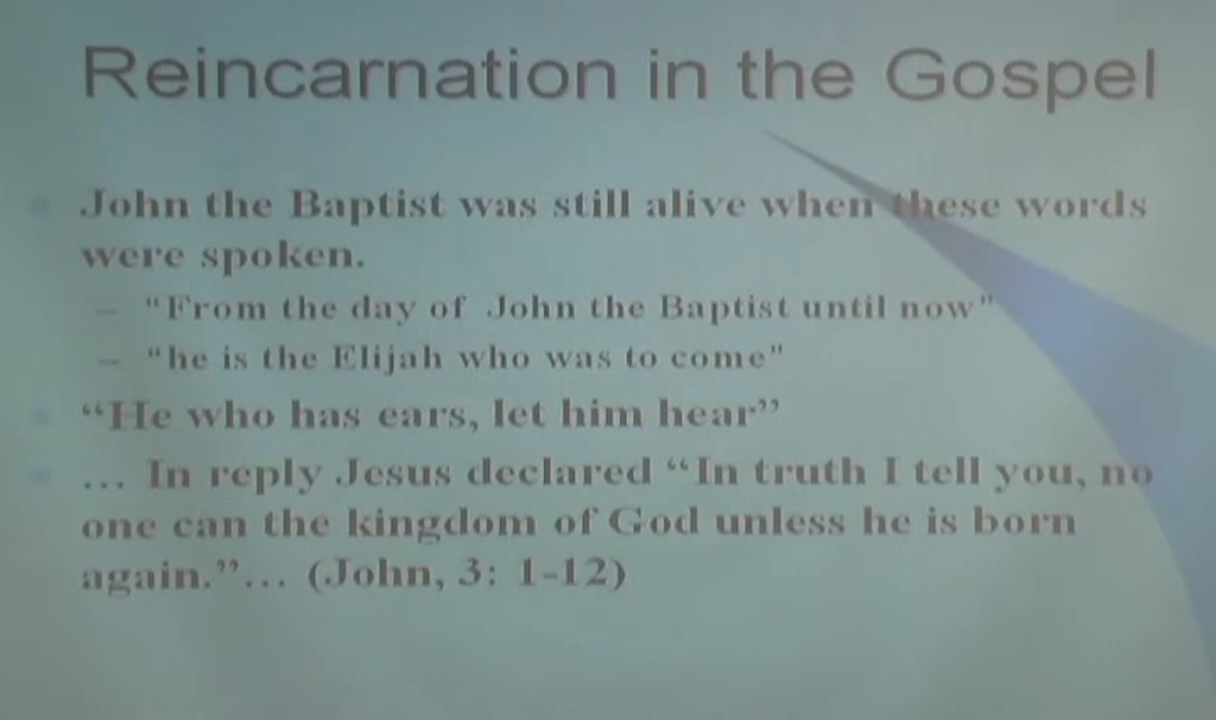 Reincarnation in the Gospel
John the Baptist was still alive when these words
were spoken.
– "From the day of John the Baptist until now"
– "he is the Elijah who was to come"
“He who has ears, let him hear”
... In reply Jesus declared “In truth I tell you, no
one can the kingdom of God unless he is born
again.”... (John, 3: 1-12)